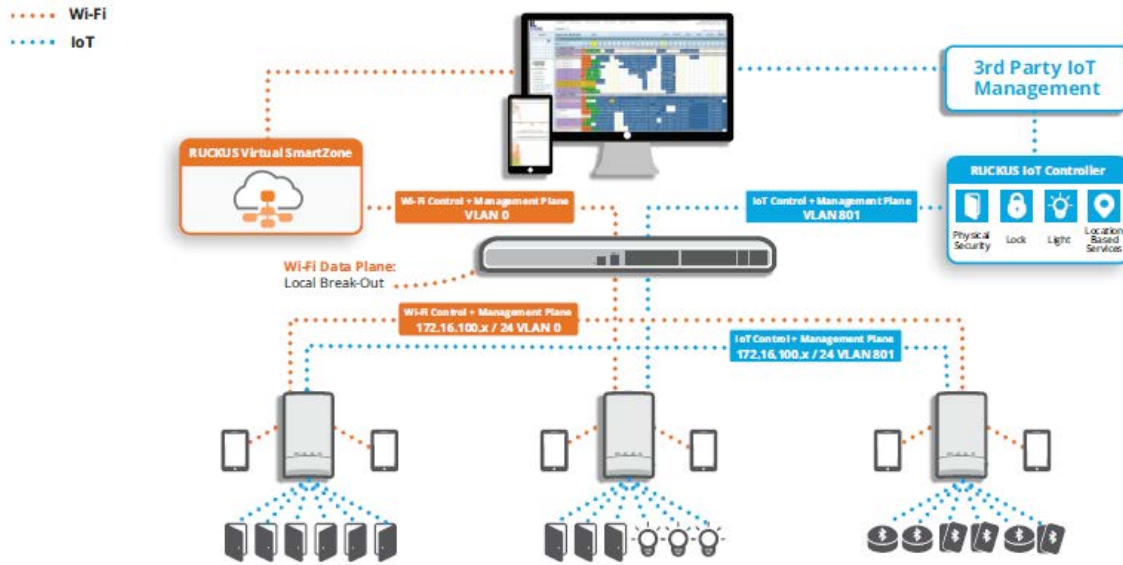 Wi-Fi
IoT
3rd Party IoT
Management
RUCKUS Virtual SmartZone
RUCKUS IoT Controller
Physical
Security
Lock
Light
Location
Based
Services
Wi-Fi Control + Management Plane
VLAN 0
IoT Control + Management Plane
VLAN 801
Wi-Fi Data Plane:
Local Break-Out
Wi-Fi Control + Management Plane
172.16.100.x / 24 VLAN 0
IoT Control + Management Plane
172.16.100.x / 24 VLAN 801